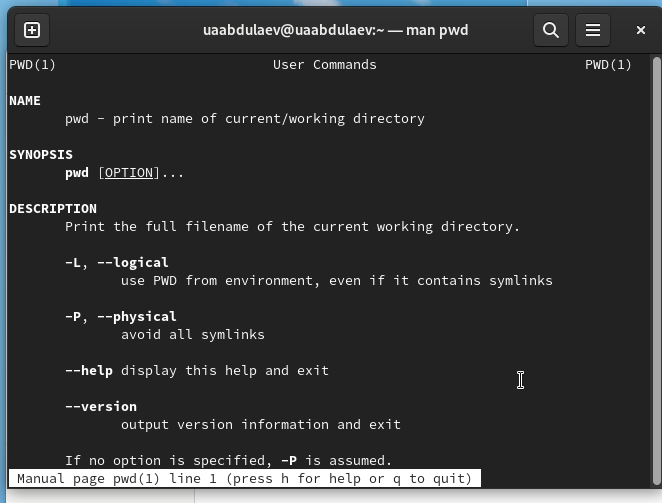 uaabdulaev@uaabdulaev:~ — man pwd
PWD(1) User Commands PWD(1)
NAME
pwd - print name of current/working directory
SYNOPSIS
pwd [OPTION]...
DESCRIPTION
Print the full filename of the current working directory.
-L, --logical
use PWD from environment, even if it contains symlinks
-P, --physical
avoid all symlinks
--help display this help and exit
--version
output version information and exit
If no option is specified, -P is assumed.
Manual page pwd(1) line 1 (press h for help or q to quit)